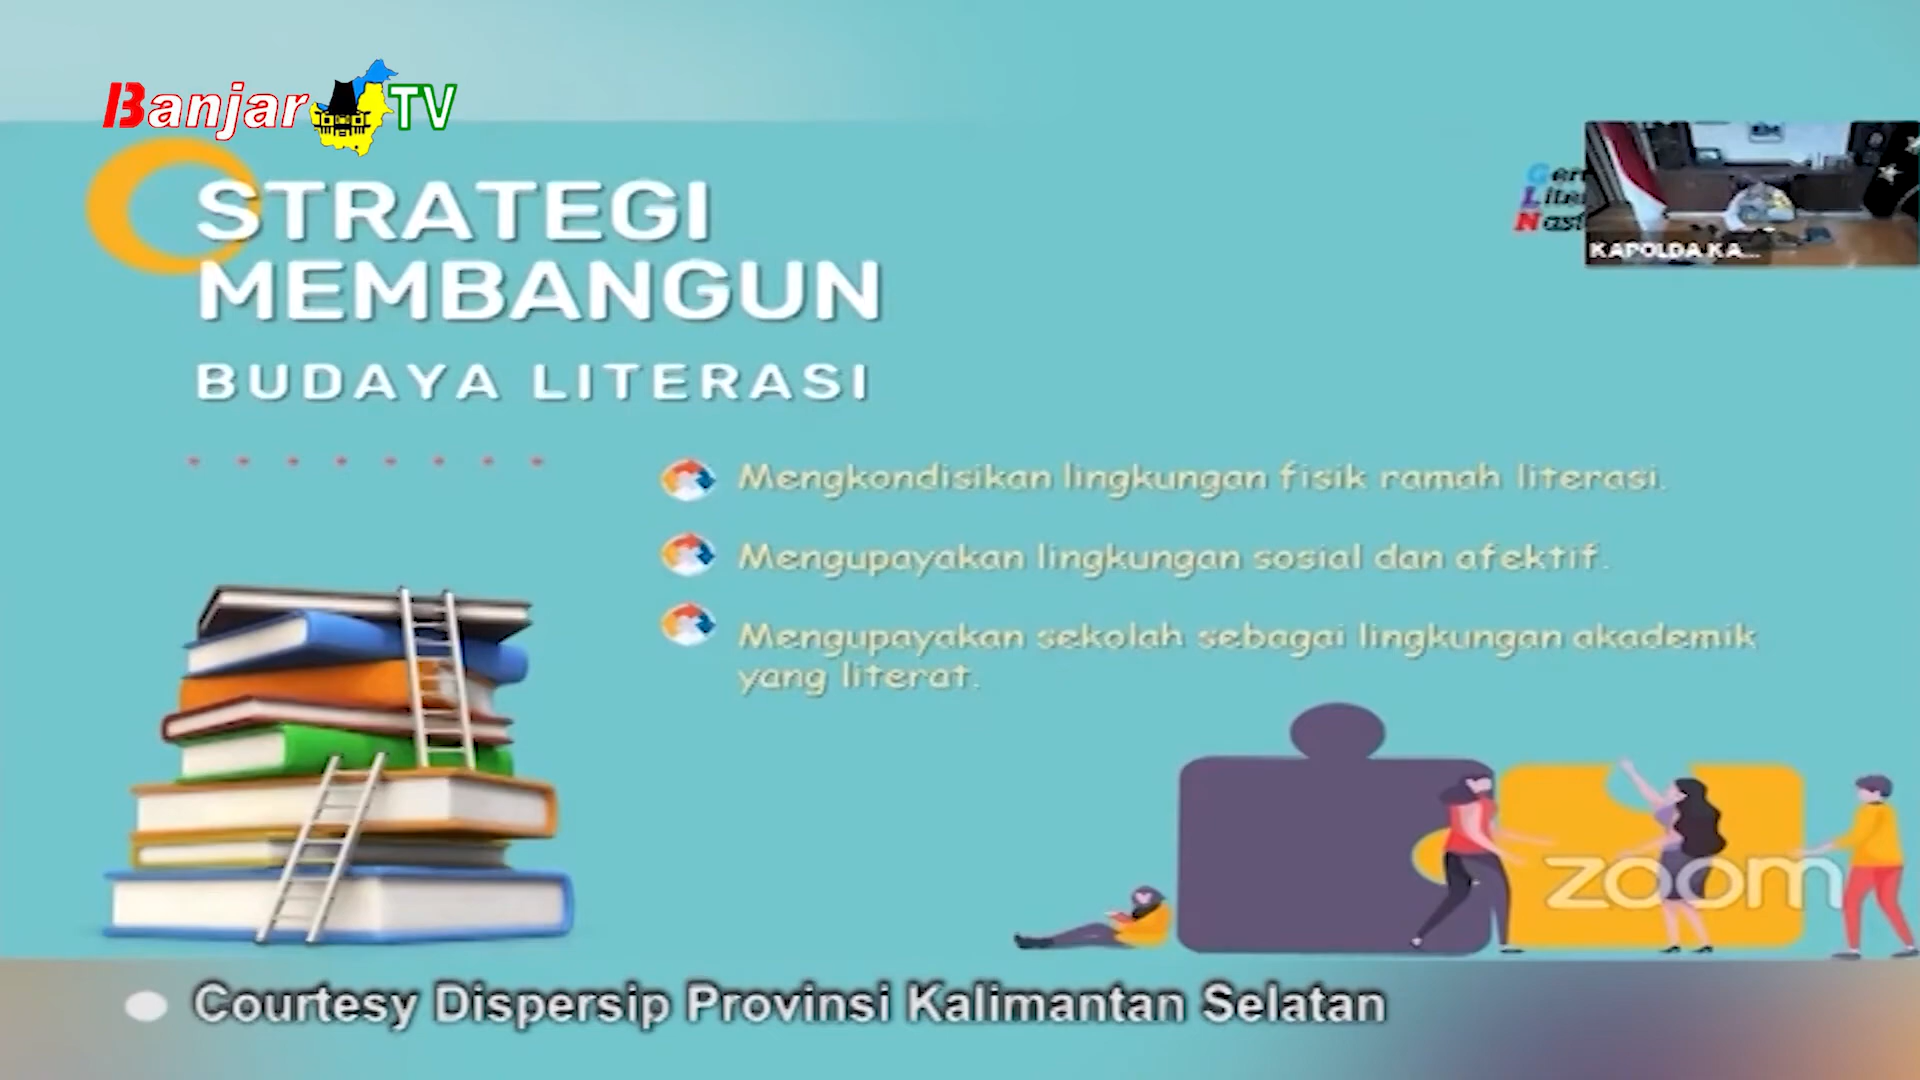 Banjar TV
STRATEGI
MEMBANGUN
BUDAYA LITERASI
KAPOLDA KA...
Mengkondisikan lingkungan fisik ramah literasi.
Mengupayakan lingkungan sosial dan afektif.
Mengupayakan sekolah sebagai lingkungan akademik
yang literat.
zoom
Courtesy Dispersip Provinsi Kalimantan Selatan